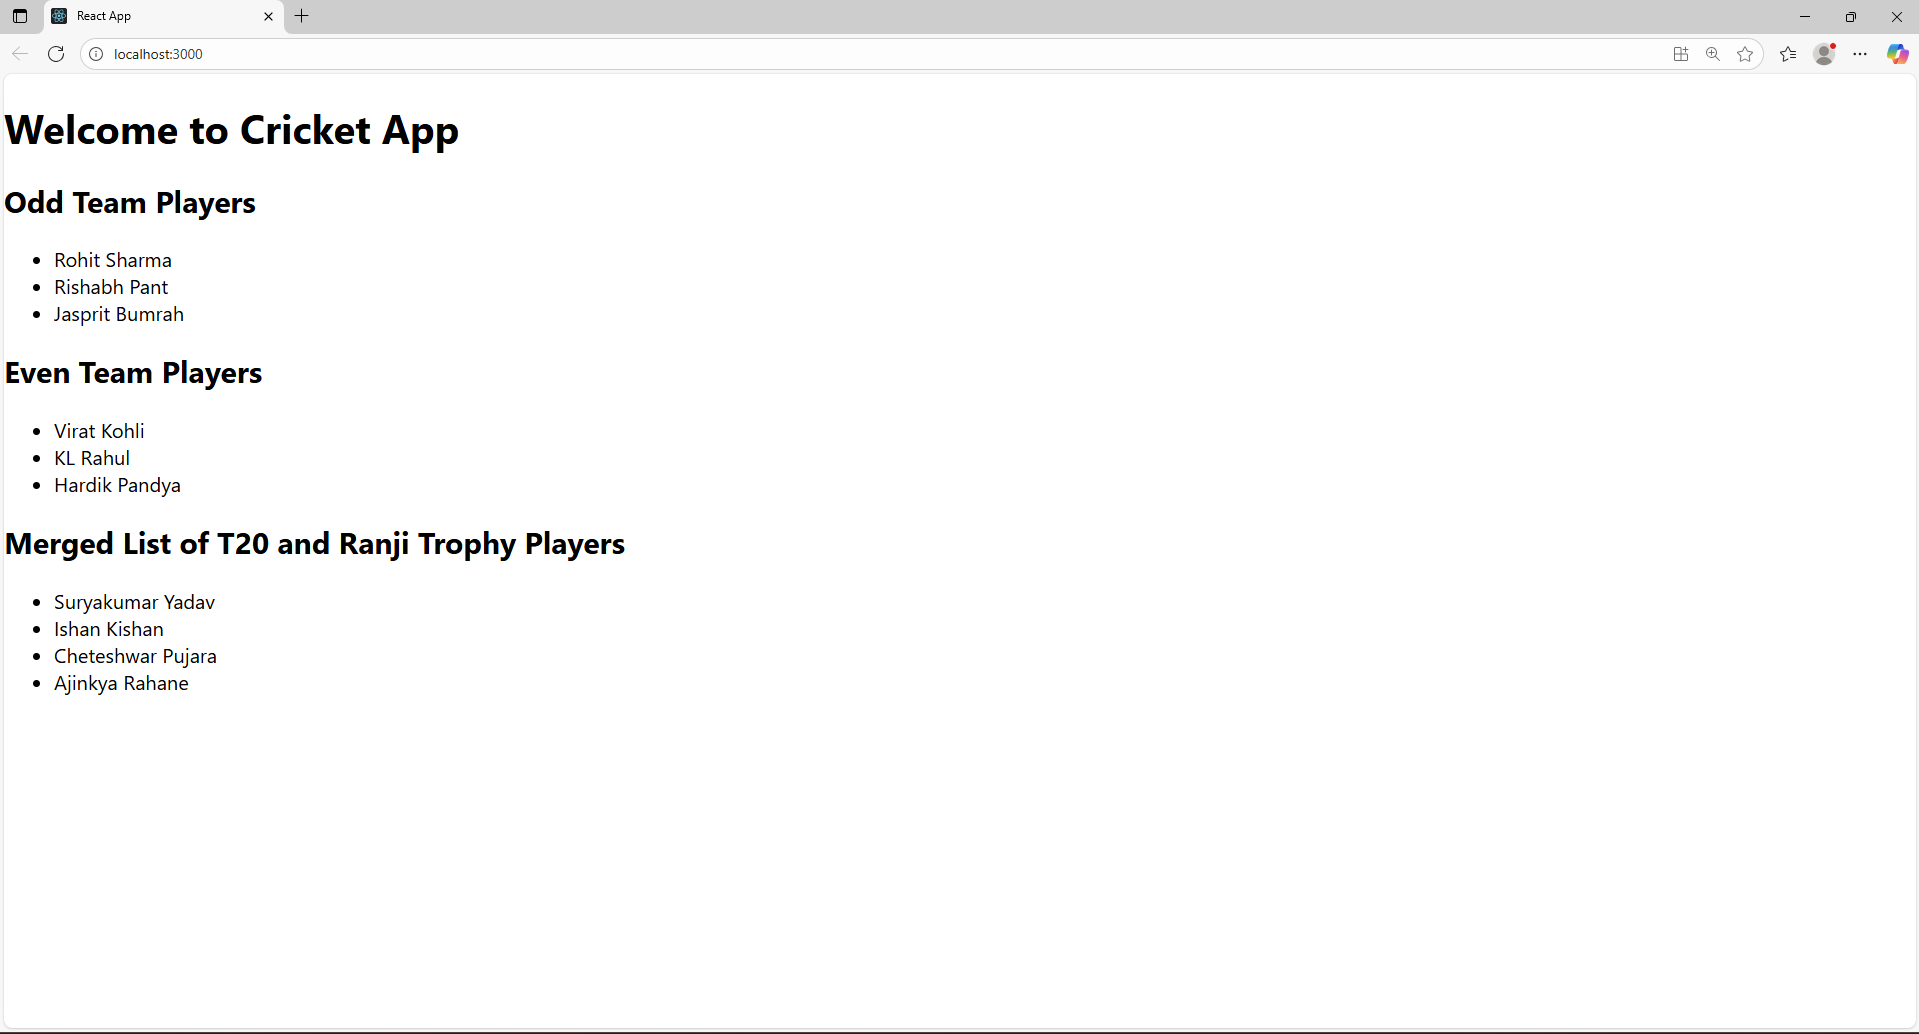 React App
localhost:3000
Welcome to Cricket App
Odd Team Players
Rohit Sharma
Rishabh Pant
Jasprit Bumrah
Even Team Players
Virat Kohli
KL Rahul
Hardik Pandya
Merged List of T20 and Ranji Trophy Players
Suryakumar Yadav
Ishan Kishan
Cheteshwar Pujara
Ajinkya Rahane